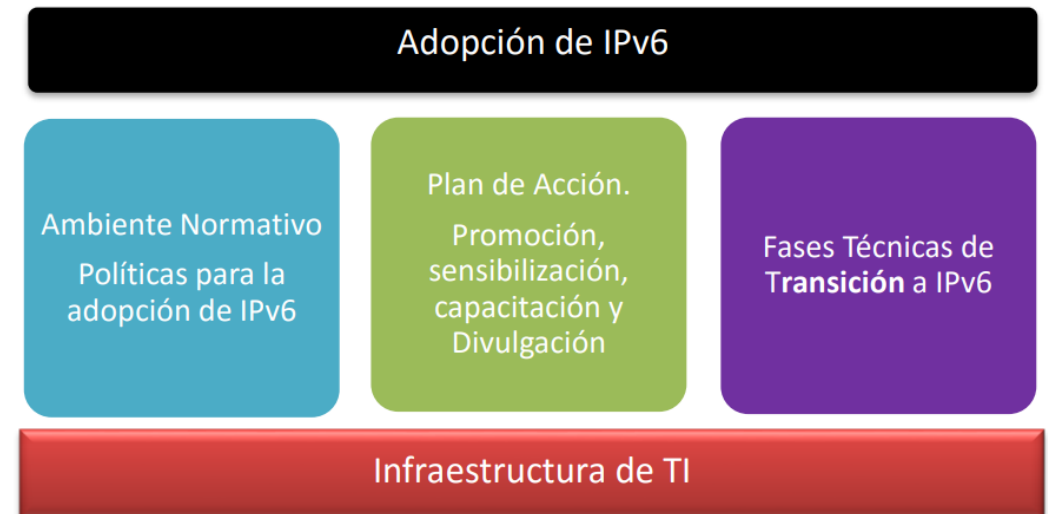 Adopción de IPv6
Ambiente Normativo
Políticas para la
adopción de IPv6
Plan de Acción.
Promoción,
sensibilización,
capacitación y
Divulgación
Fases Técnicas de
Transición a IPv6
Infraestructura de TI